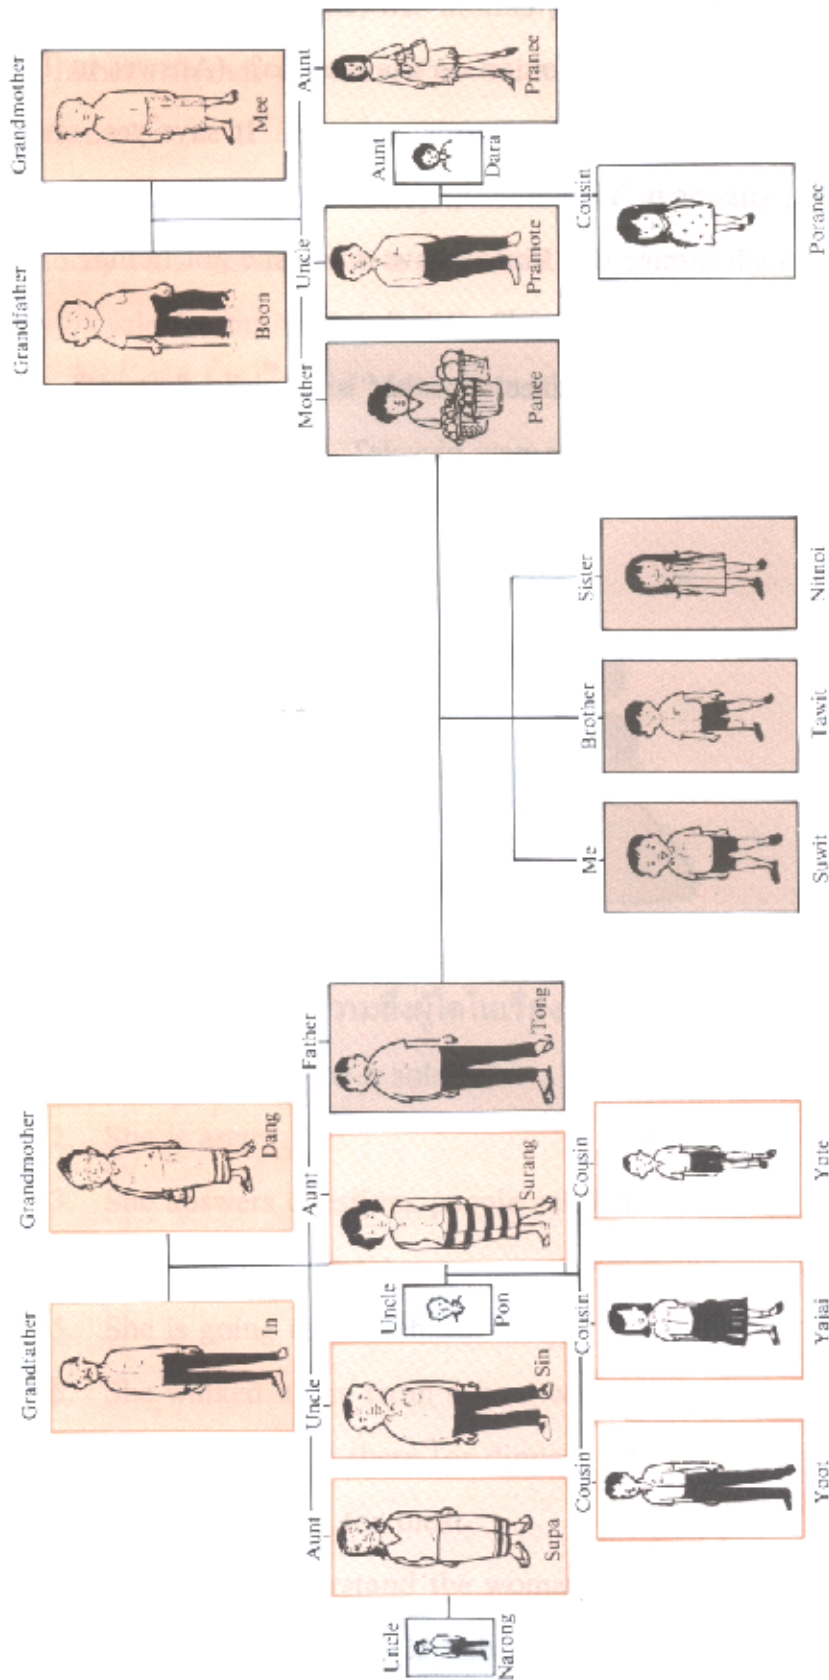 Grandfather
Grandmother
Grandfather
Grandmother
In
Dang
Boon
Mee
Uncle
Aunt
Uncle
Aunt
Father
Mother
Uncle
Aunt
Narong
Supa
Sin
Uncle
Pon
Surang
Tong
Panee
Pramote
Aunt
Dara
Pranee
Cousin
Cousin
Cousin
Me
Brother
Sister
Cousin
Yoot
Yaiai
Yote
Suwit
Tawit
Nitnoi
Poranee